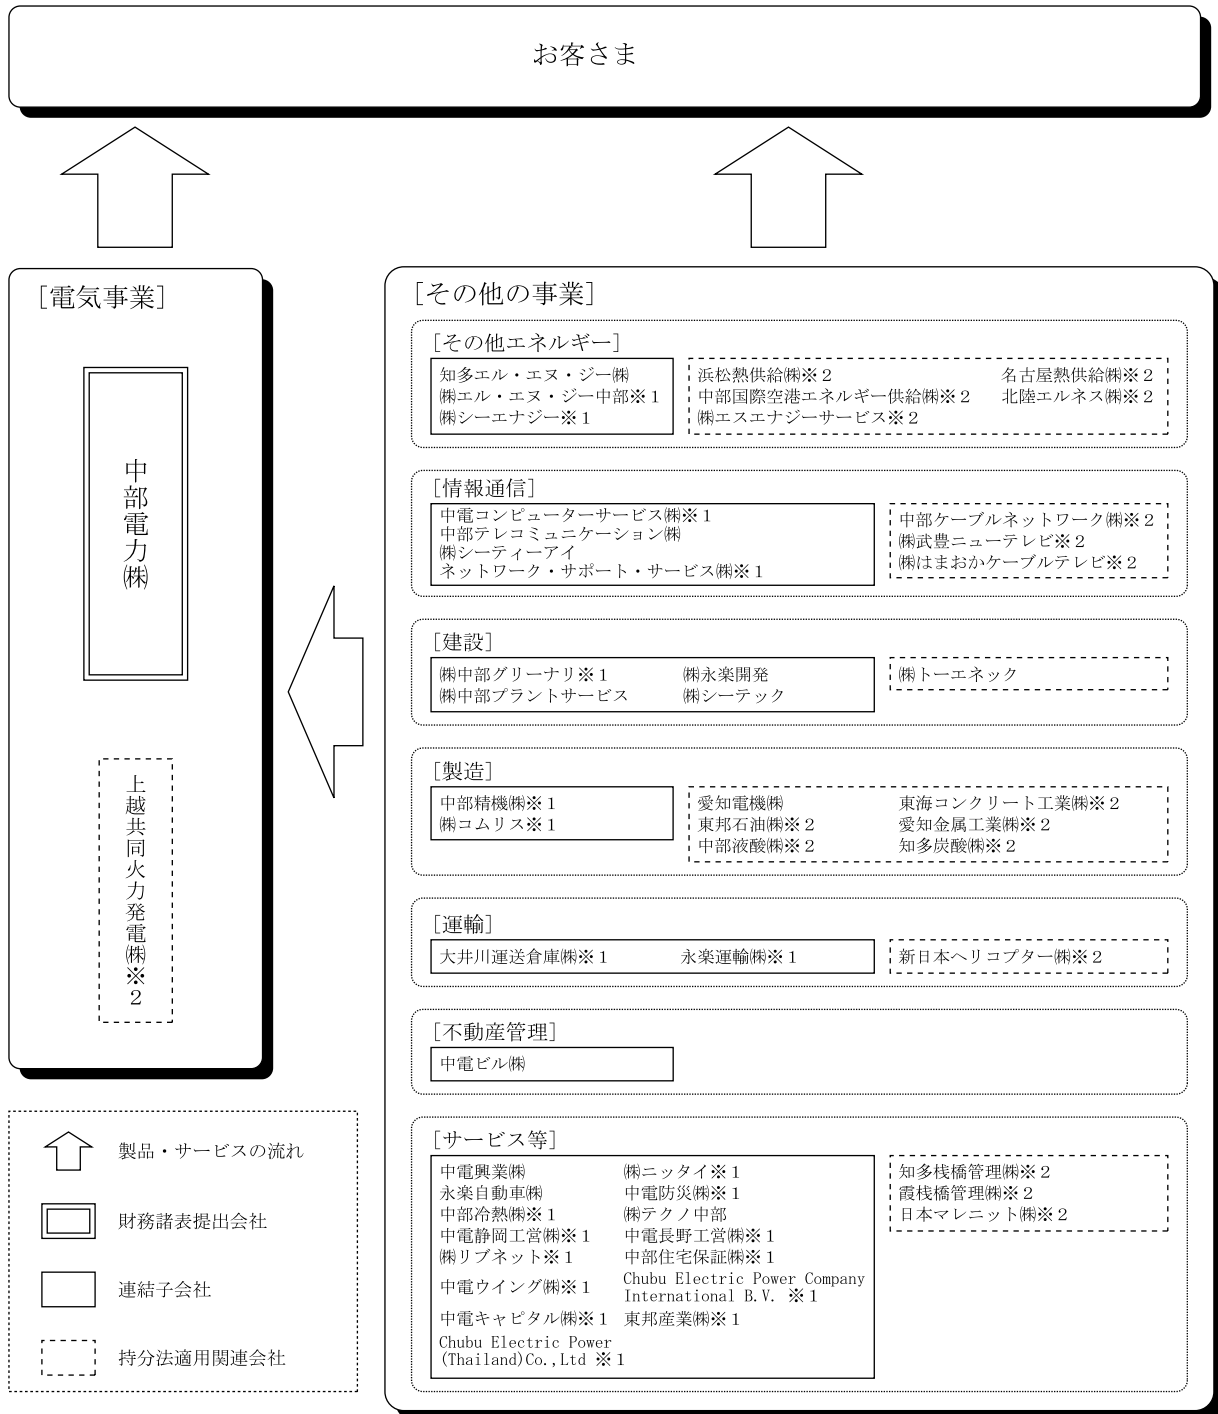 お客さま
[電気事業]
中部電力㈱
上越共同火力発電㈱※2
[その他の事業]
[その他エネルギー]
知多エル・エヌ・ジー㈱
㈱エル・エヌ・ジー中部※1
㈱シーエナジー※1
浜松熱供給㈱※2 名古屋熱供給㈱※2
中部国際空港エネルギー供給㈱※2 北陸エルネス㈱※2
㈱エスエナジーサービス※2
[情報通信]
中電コンピューターサービス㈱※1
中部テレコミュニケーション㈱
㈱シーティーアイ
ネットワーク・サポート・サービス㈱※1
中部ケーブルネットワーク㈱※2
㈱武豊ニューテレビ※2
㈱はまおかケーブルテレビ※2
[建設]
㈱中部グリーナリ※1 ㈱永楽開発
㈱中部プラントサービス ㈱シーテック
㈱トーエネック
[製造]
中部精機㈱※1
㈱コムリス※1
愛知電機㈱ 東海コンクリート工業㈱※2
東邦石油㈱※2 愛知金属工業㈱※2
中部液酸㈱※2 知多炭酸㈱※2
[運輸]
大井川運送倉庫㈱※1 永楽運輸㈱※1
新日本ヘリコプター㈱※2
[不動産管理]
中電ビル㈱
[サービス等]
中電興業㈱ ㈱ニッタイ※1
永楽自動車㈱ 中電防災㈱※1
中部冷熱㈱※1 ㈱テクノ中部
中電静岡工営㈱※1 中電長野工営㈱※1
㈱リブネット※1 中部住宅保証㈱※1
中電ウイング㈱※1 Chubu Electric Power Company
International B.V. ※1
中電キャピタル㈱※1 東邦産業㈱※1
Chubu Electric Power
(Thailand)Co.,Ltd ※1
知多桟橋管理㈱※2
霞桟橋管理㈱※2
日本マレニット㈱※2
製品・サービスの流れ
財務諸表提出会社
連結子会社
持分法適用関連会社